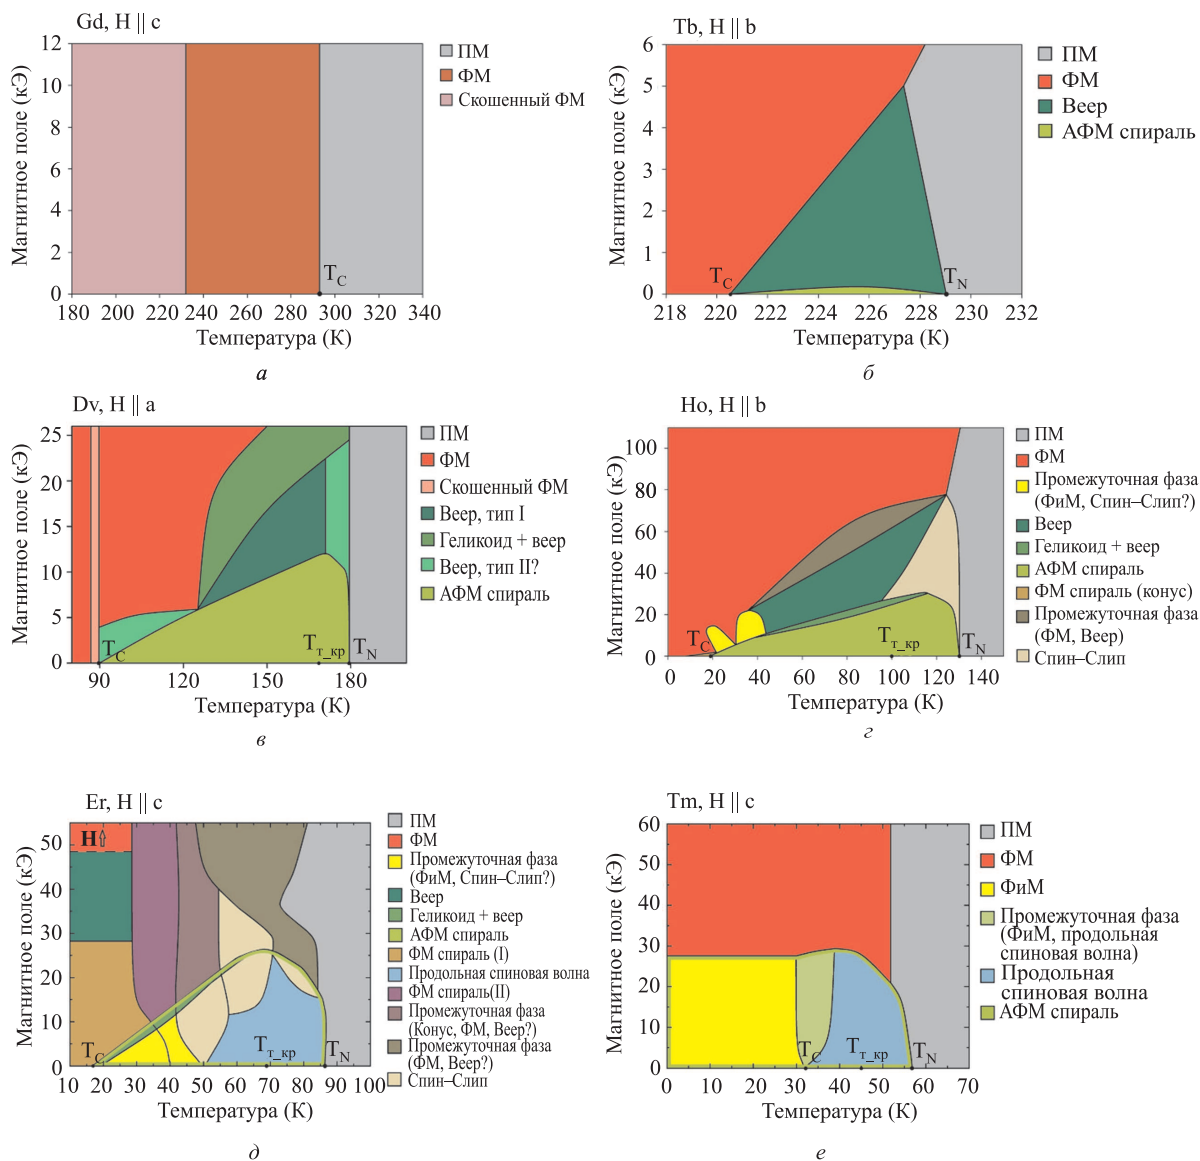 Gd, H || c
Магнитное поле (кЭ)
12
10
8
6
4
2
0
T_C
180 200 220 240 260 280 300 320 340
Температура (К)
ПМ
ФМ
Скошенный ФМ
а
Tb, H || b
Магнитное поле (кЭ)
6
5
4
3
2
1
0
T_C
T_N
218 220 222 224 226 228 230 232
Температура (К)
ПМ
ФМ
Веер
АФМ спираль
б
Dv, H || a
Магнитное поле (кЭ)
25
20
15
10
5
0
T_C
T_т_кр
T_N
90 120 150 180
Температура (К)
ПМ
ФМ
Скошенный ФМ
Веер, тип I
Геликоид + веер
Веер, тип II?
АФМ спираль
в
Ho, H || b
Магнитное поле (кЭ)
100
80
60
40
20
0
T_C
T_т_кр
T_N
0 20 40 60 80 100 120 140
Температура (К)
ПМ
ФМ
Промежуточная фаза
(ФиМ, Спин–Слип?)
Веер
Геликоид + веер
АФМ спираль
ФМ спираль (конус)
Промежуточная фаза
(ФМ, Веер)
Спин–Слип
г
Er, H || c
Магнитное поле (кЭ)
50
40
30
20
10
0
H⇧
T_C
T_т_кр
T_N
10 20 30 40 50 60 70 80 90 100
Температура (К)
ПМ
ФМ
Промежуточная фаза
(ФиМ, Спин–Слип?)
Веер
Геликоид + веер
АФМ спираль
ФМ спираль (I)
Продольная спиновая волна
ФМ спираль(II)
Промежуточная фаза
(Конус, ФМ, Веер?)
Промежуточная фаза
(ФМ, Веер?)
Спин–Слип
д
Tm, H || c
Магнитное поле (кЭ)
60
50
40
30
20
10
0
T_C
T_т_кр
T_N
0 10 20 30 40 50 60 70
Температура (К)
ПМ
ФМ
ФиМ
Промежуточная фаза
(ФиМ, продольная
спиновая волна)
Продольная
спиновая волна
АФМ спираль
е